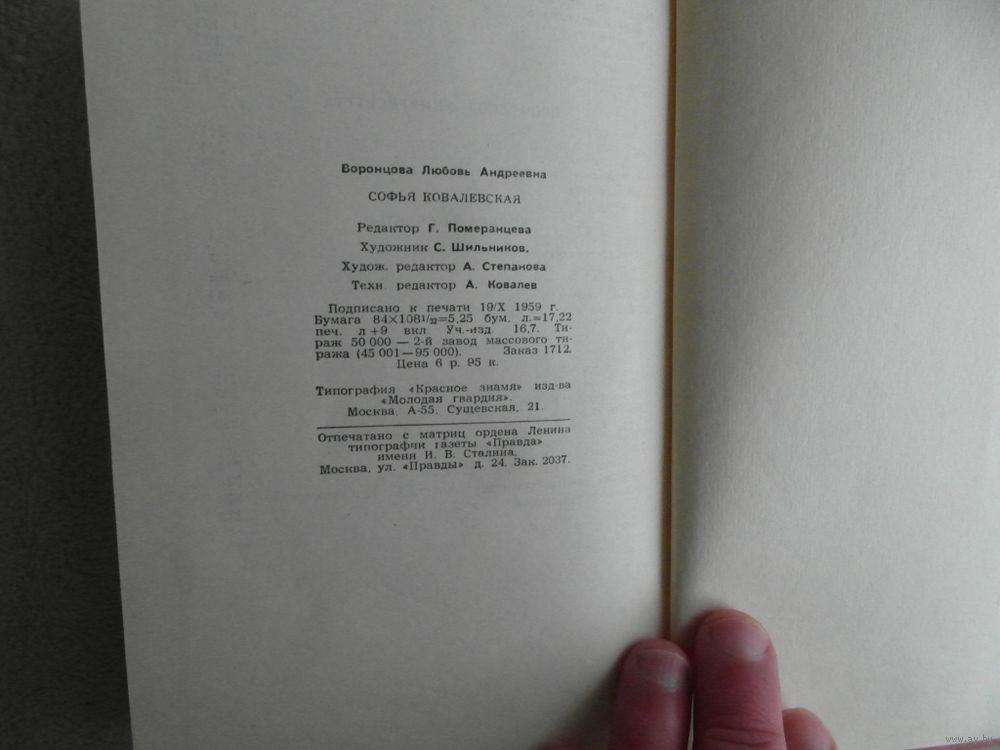 Воронцова Любовь Андреевна
СОФЬЯ КОВАЛЕВСКАЯ
Редактор Г. Померанцева
Художник С. Шильников.
Худож. редактор А. Степанова
Техн. редактор А. Ковалев
Подписано к печати 19/X 1959 г.
Бумага 84×108¹/₃₂=5,25 бум. л.=17,22
печ. л+9 вкл. Уч.-изд. 16,7. Ти-
раж 50 000 — 2-й завод массового ти-
ража (45 001—95 000). Заказ 1712.
Цена 6 р. 95 к.
Типография «Красное знамя» изд-ва
«Молодая гвардия».
Москва, А-55, Сущевская, 21.
Отпечатано с матриц ордена Ленина
типографии газеты «Правда»
имени И. В. Сталина,
Москва, ул. «Правды» д. 24. Зак. 2037.
www.ay.by